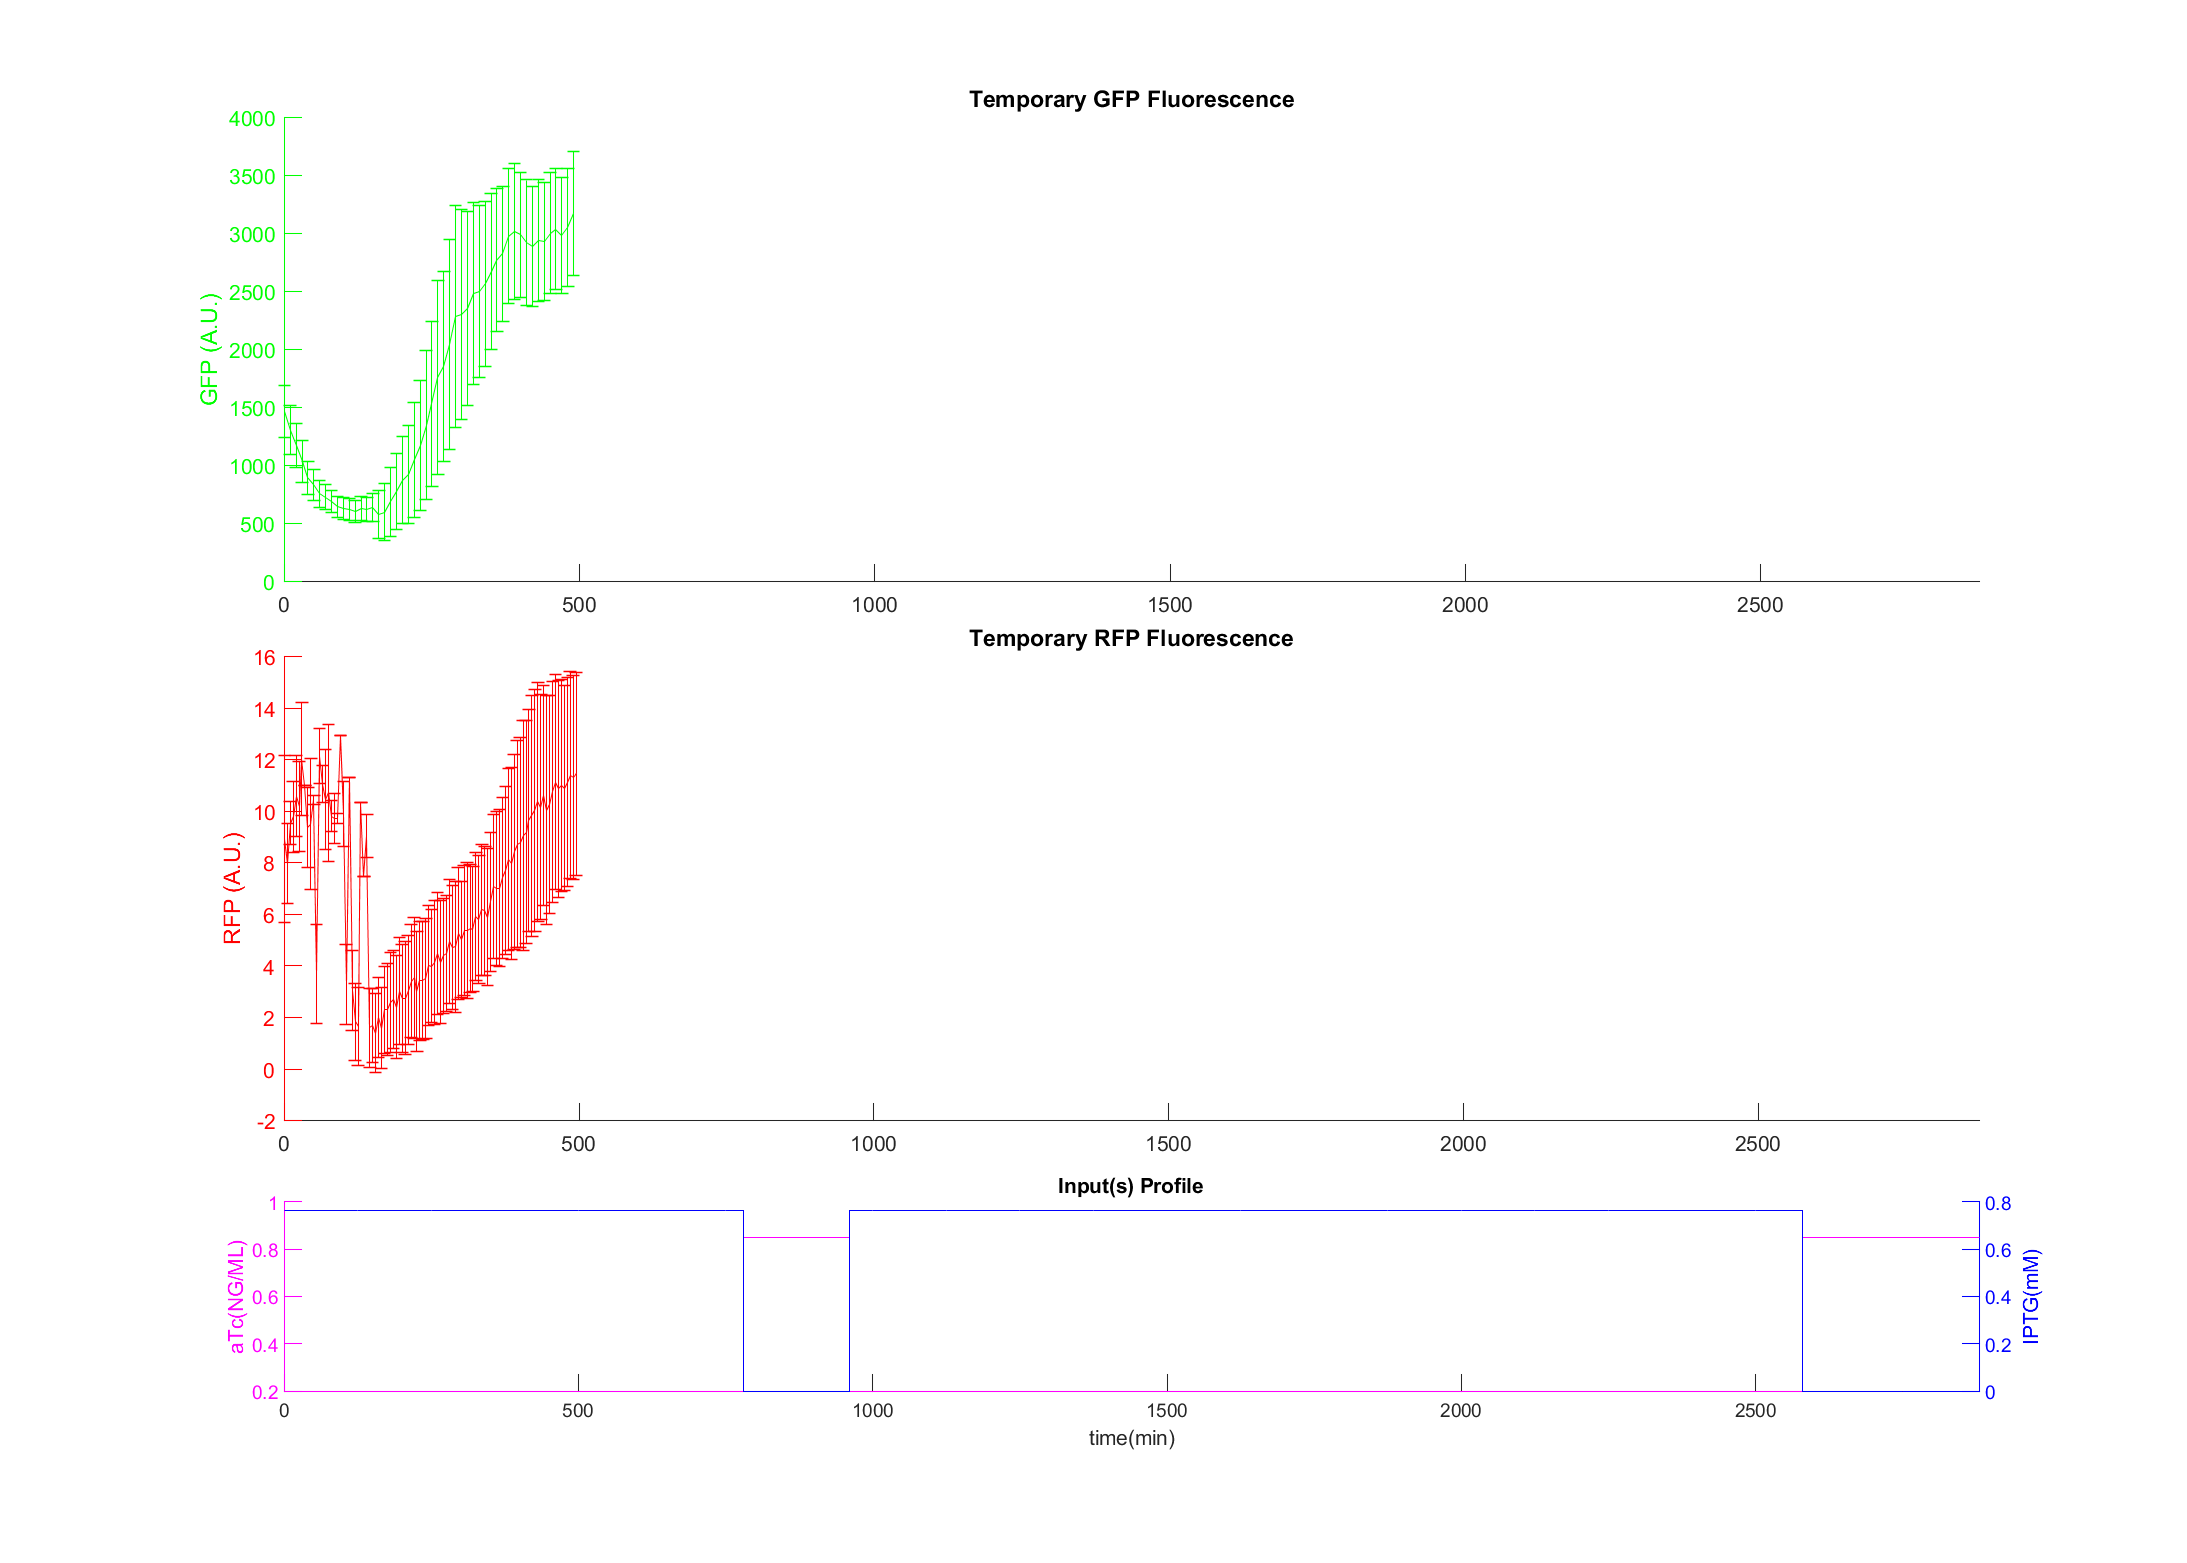 Temporary GFP Fluorescence
GFP (A.U.)
4000
3500
3000
2500
2000
1500
1000
500
0
0 500 1000 1500 2000 2500
Temporary RFP Fluorescence
RFP (A.U.)
16
14
12
10
8
6
4
2
0
-2
0 500 1000 1500 2000 2500
Input(s) Profile
aTc(NG/ML)
1
0.8
0.6
0.4
0.2
IPTG(mM)
0.8
0.6
0.4
0.2
0
0 500 1000 1500 2000 2500
time(min)